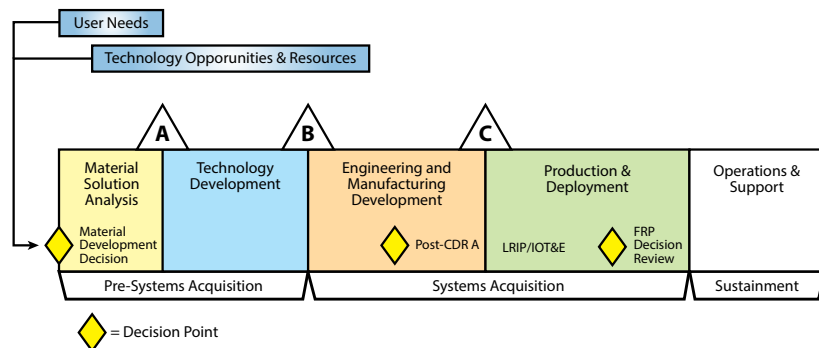 User Needs
Technology Opporunities & Resources
A
B
C
Material
Solution
Analysis
Technology
Development
Engineering and
Manufacturing
Development
Production &
Deployment
Operations &
Support
Material
Development
Decision
Post-CDR A
LRIP/IOT&E
FRP
Decision
Review
Pre-Systems Acquisition
Systems Acquisition
Sustainment
= Decision Point